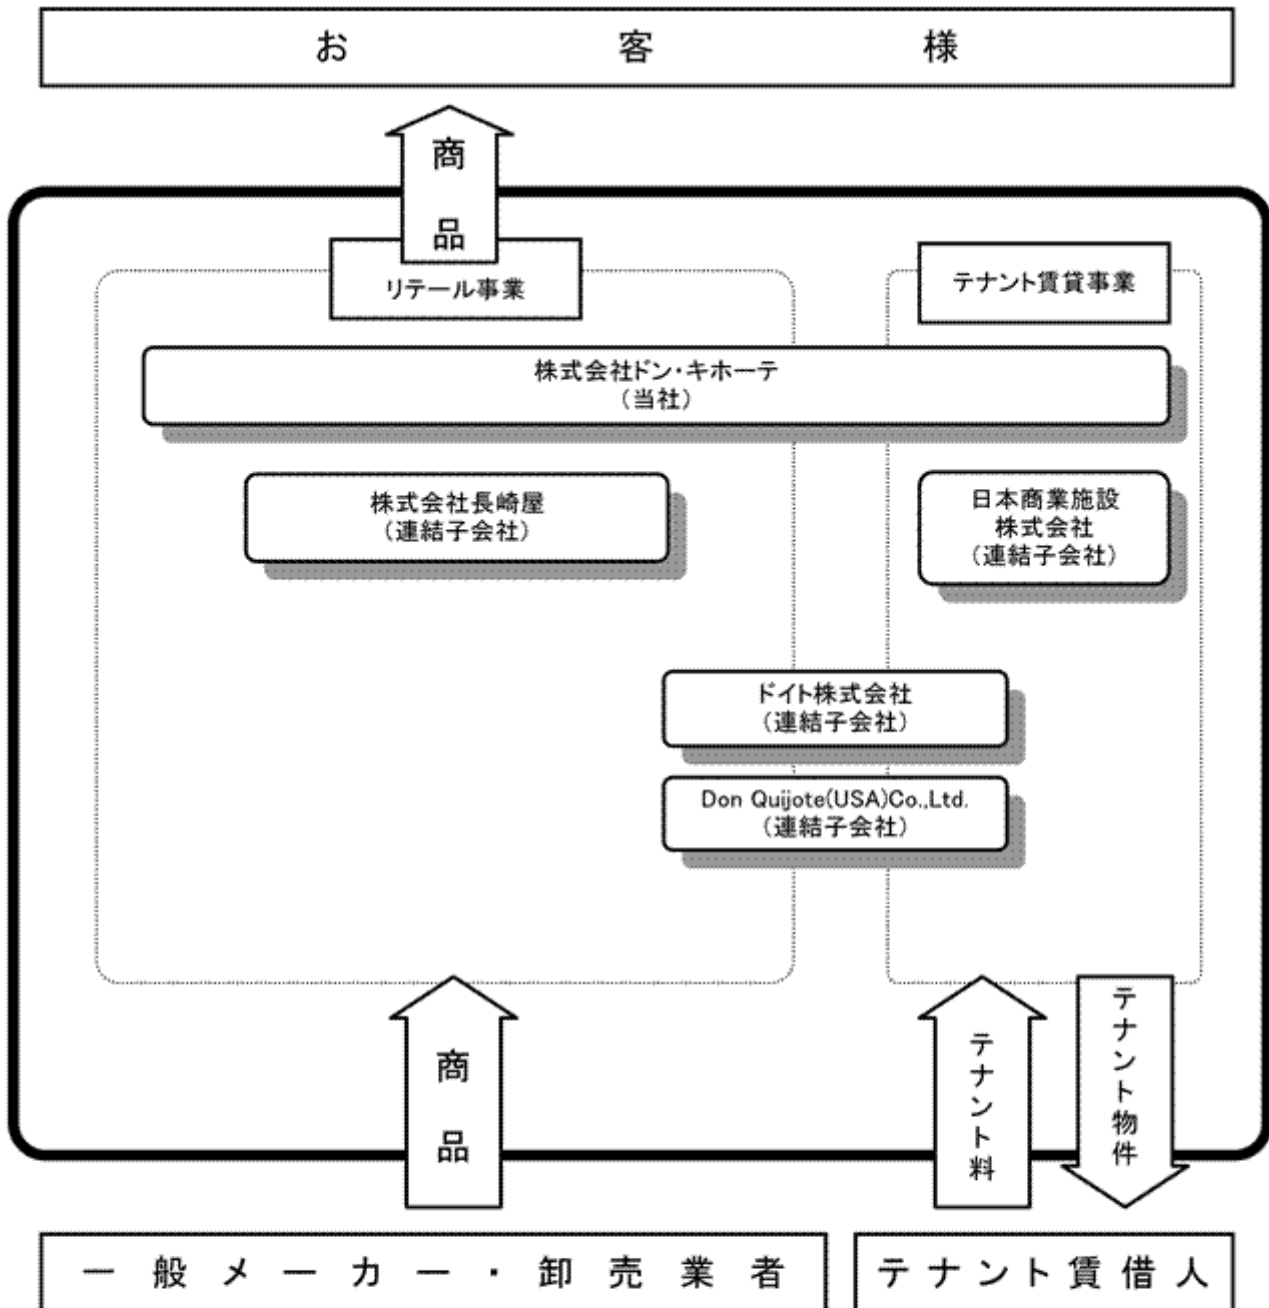 お客様
商品
リテール事業
テナント賃貸事業
株式会社ドン・キホーテ
（当社）
株式会社長崎屋
（連結子会社）
日本商業施設
株式会社
（連結子会社）
ドイト株式会社
（連結子会社）
Don Quijote(USA)Co.,Ltd.
（連結子会社）
商品
テナント料
テナント物件
一般メーカー・卸売業者
テナント賃借人